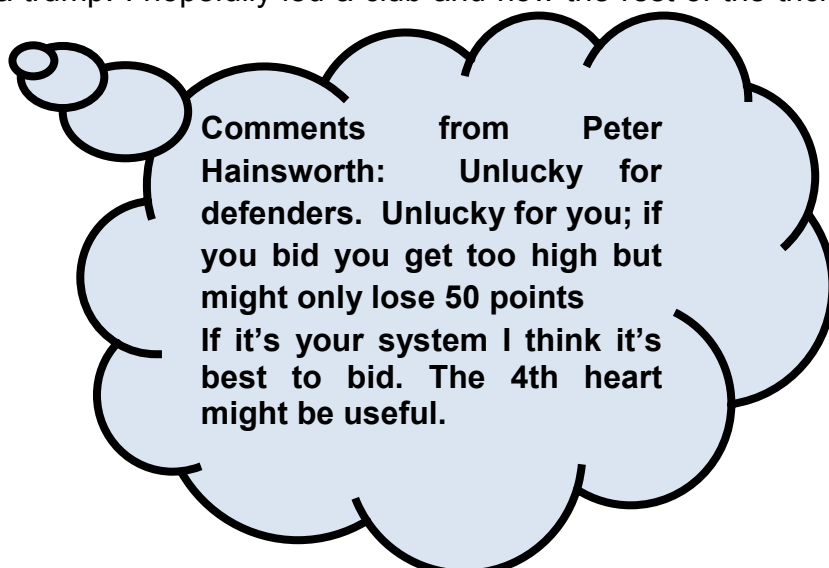 Comments from Peter
Hainsworth: Unlucky for
defenders. Unlucky for you; if
you bid you get too high but
might only lose 50 points
If it's your system I think it's
best to bid. The 4th heart
might be useful.